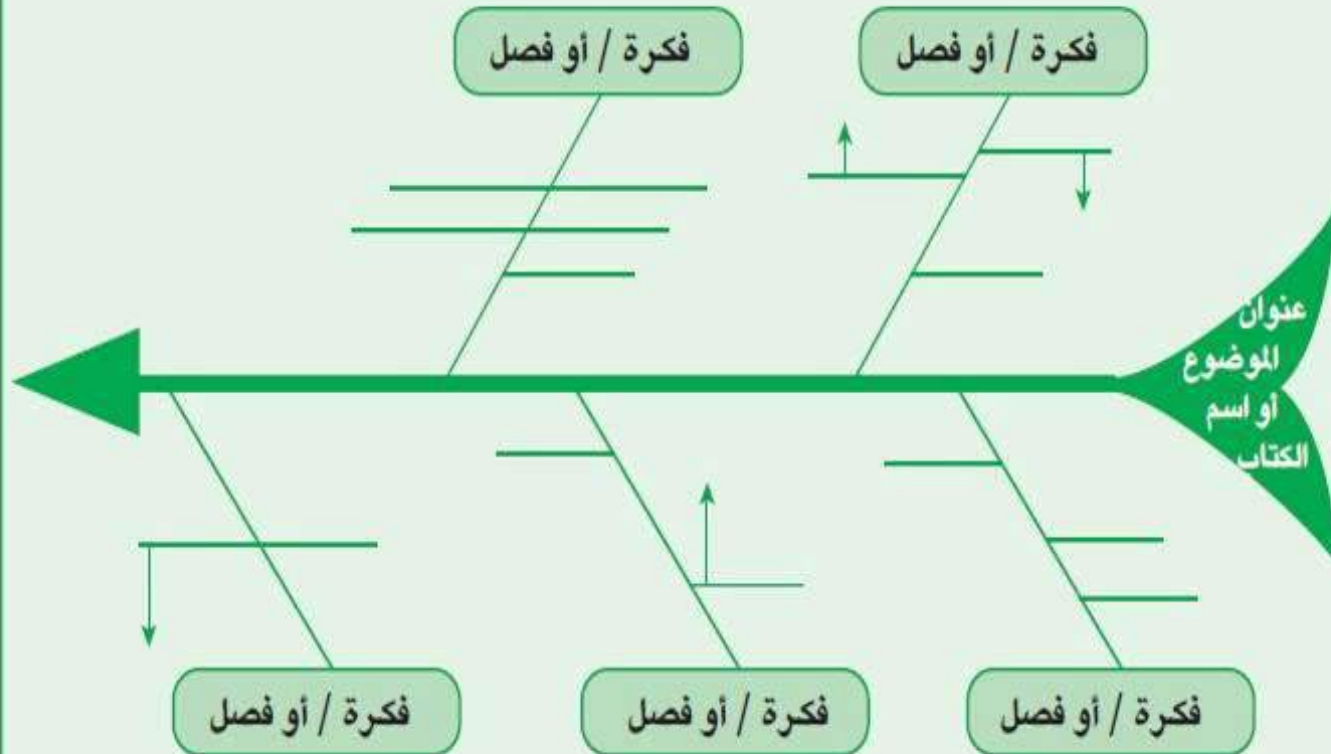 فكرة / أو فصل
فكرة / أو فصل
عنوان
الموضوع
أو اسم
الكتاب
فكرة / أو فصل
فكرة / أو فصل
فكرة / أو فصل